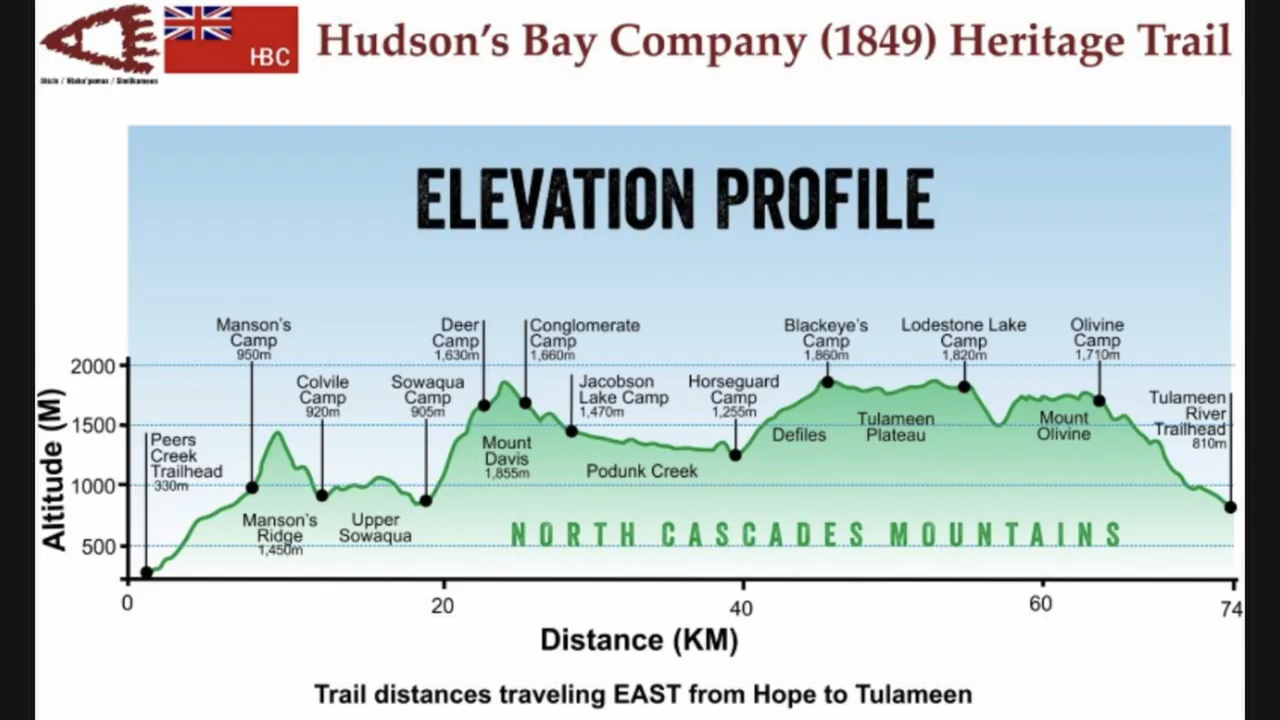 Hudson's Bay Company (1849) Heritage Trail
HBC
Stó:lō / Nlaka'pamux / Similkameen
ELEVATION PROFILE
Manson's
Camp
950m
Deer
Camp
1,630m
Conglomerate
Camp
1,660m
Blackeye's
Camp
1,860m
Lodestone Lake
Camp
1,820m
Olivine
Camp
1,710m
Colvile
Camp
920m
Sowaqua
Camp
905m
Jacobson
Lake Camp
1,470m
Horseguard
Camp
1,255m
Tulameen
River
Trailhead
810m
Peers
Creek
Trailhead
330m
Mount
Davis
1,855m
Defiles
Tulameen
Plateau
Mount
Olivine
Podunk Creek
Manson's
Ridge
1,450m
Upper
Sowaqua
NORTH CASCADES MOUNTAINS
Altitude (M)
2000
1500
1000
500
0
20
40
60
74
Distance (KM)
Trail distances traveling EAST from Hope to Tulameen